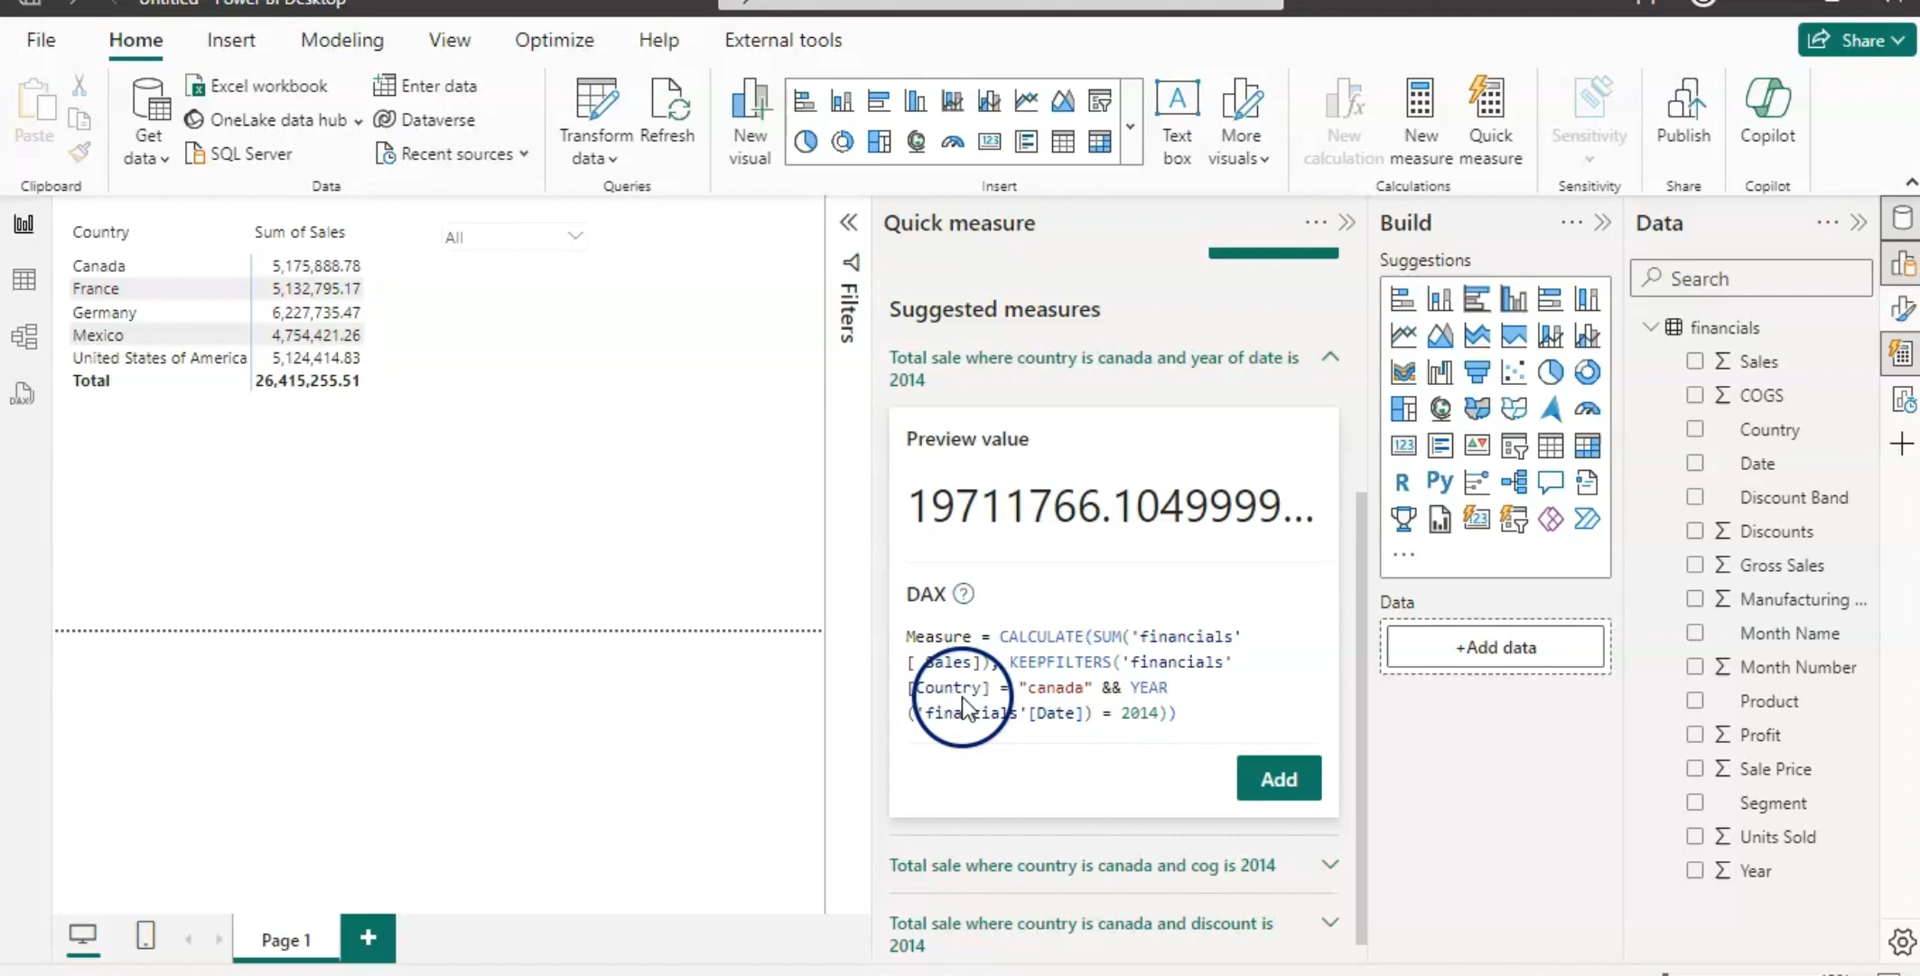 Untitled - Power BI Desktop
File Home Insert Modeling View Optimize Help External tools Share
Paste
Clipboard
Get data
Excel workbook
OneLake data hub
SQL Server
Enter data
Dataverse
Recent sources
Data
Transform data
Refresh
Queries
New visual
Text box
More visuals
Insert
New calculation
New measure
Quick measure
Calculations
Sensitivity
Sensitivity
Publish
Share
Copilot
Copilot
Country Sum of Sales
Canada 5,175,888.78
France 5,132,795.17
Germany 6,227,735.47
Mexico 4,754,421.26
United States of America 5,124,414.83
Total 26,415,255.51
All
Filters
Quick measure
Suggested measures
Total sale where country is canada and year of date is
2014
Preview value
19711766.1049999...
DAX ?
Measure = CALCULATE(SUM('financials'
[ Sales]), KEEPFILTERS('financials'
[Country] = "canada" && YEAR
('financials'[Date]) = 2014))
Add
Total sale where country is canada and cog is 2014
Total sale where country is canada and discount is
2014
Build
Suggestions
123
R Py
123
...
Data
+Add data
Data
Search
financials
Sales
COGS
Country
Date
Discount Band
Discounts
Gross Sales
Manufacturing ...
Month Name
Month Number
Product
Profit
Sale Price
Segment
Units Sold
Year
DAX
Page 1